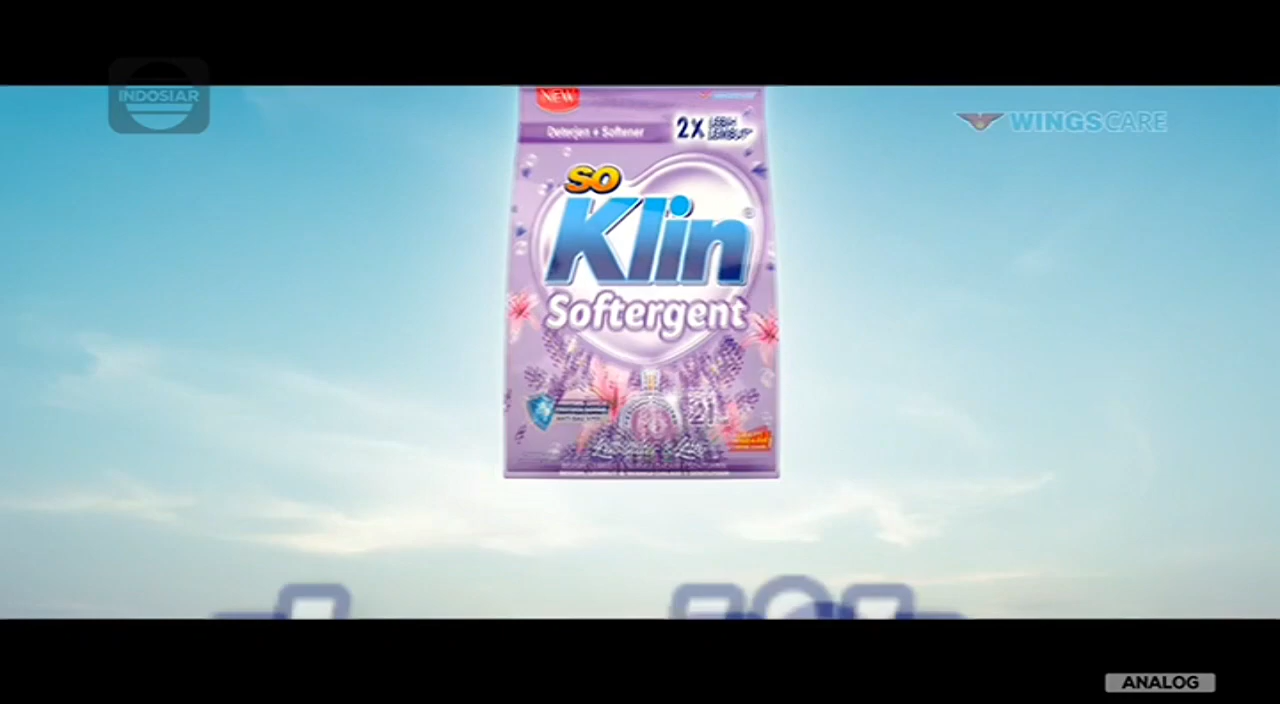 INDOSIAR
WINGSCARE
NEW
Deterjen + Softener
2X LEBIH LEMBUT
SO
Klin
Softergent
ANALOG